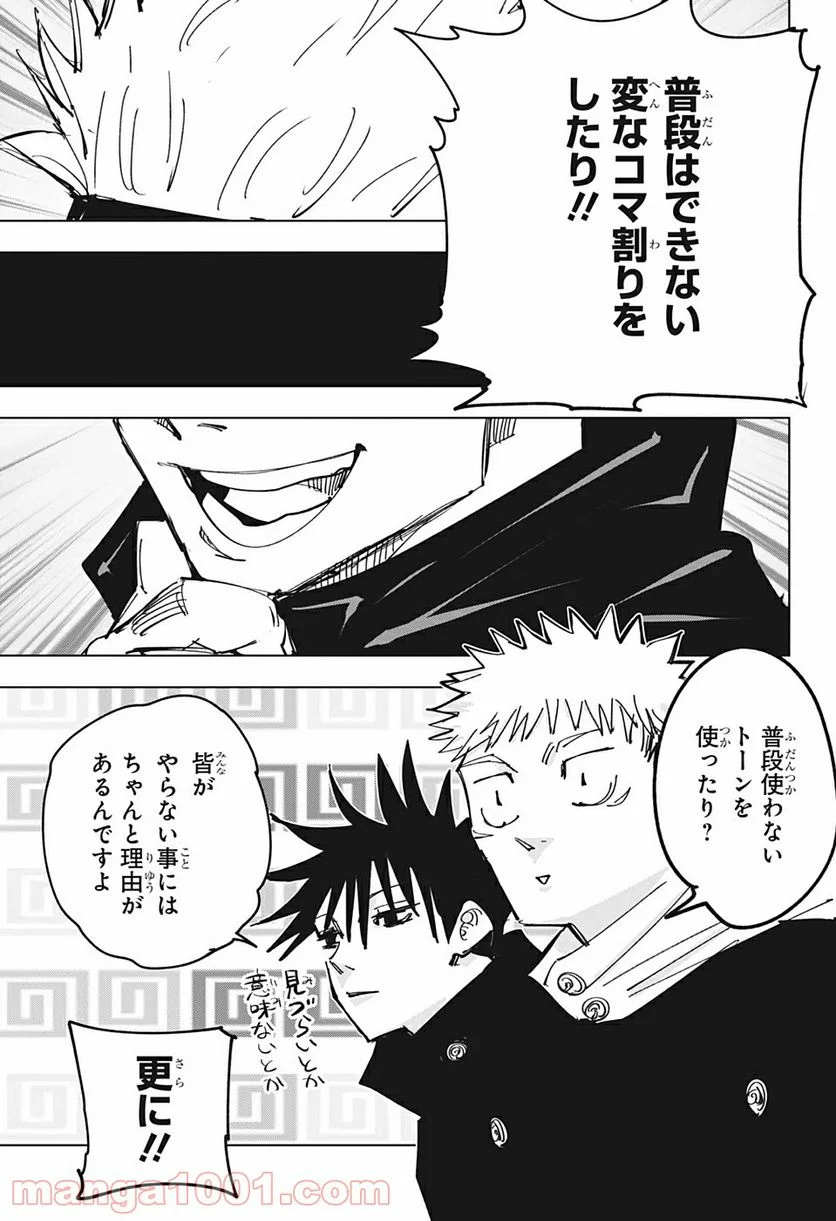 普段はできない
変なコマ割りを
したり!!
普段使わない
トーンを
使ったり?
皆が
やらない事には
ちゃんと理由が
あるんですよ
見づらいとか
意味ないとか
更に!!
manga1001.com